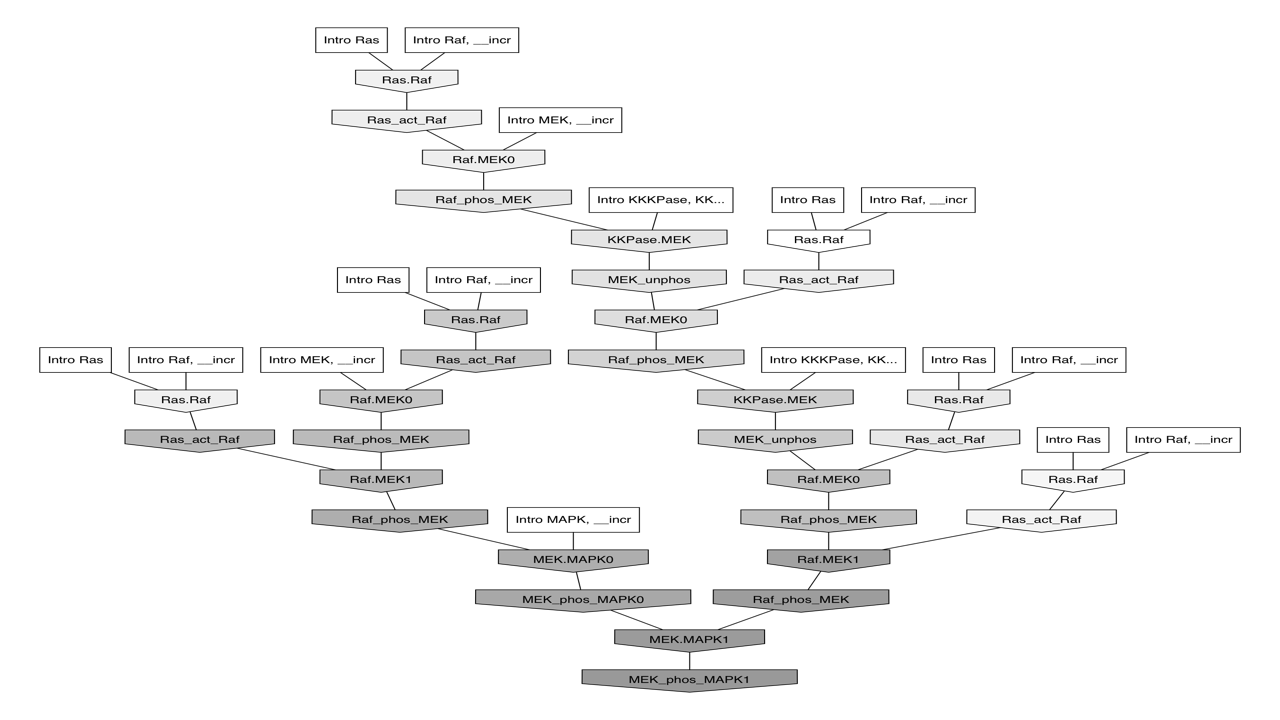 Intro Ras
Intro Raf, __incr
Ras.Raf
Ras_act_Raf
Intro MEK, __incr
Raf.MEK0
Raf_phos_MEK
Intro KKKPase, KK...
Intro Ras
Intro Raf, __incr
KKPase.MEK
Ras.Raf
Intro Ras
Intro Raf, __incr
MEK_unphos
Ras_act_Raf
Ras.Raf
Raf.MEK0
Intro Ras
Intro Raf, __incr
Intro MEK, __incr
Ras_act_Raf
Raf_phos_MEK
Intro KKKPase, KK...
Intro Ras
Intro Raf, __incr
Ras.Raf
Raf.MEK0
KKPase.MEK
Ras.Raf
Ras_act_Raf
Raf_phos_MEK
MEK_unphos
Ras_act_Raf
Intro Ras
Intro Raf, __incr
Raf.MEK1
Raf.MEK0
Ras.Raf
Raf_phos_MEK
Intro MAPK, __incr
Raf_phos_MEK
Ras_act_Raf
MEK.MAPK0
Raf.MEK1
MEK_phos_MAPK0
Raf_phos_MEK
MEK.MAPK1
MEK_phos_MAPK1